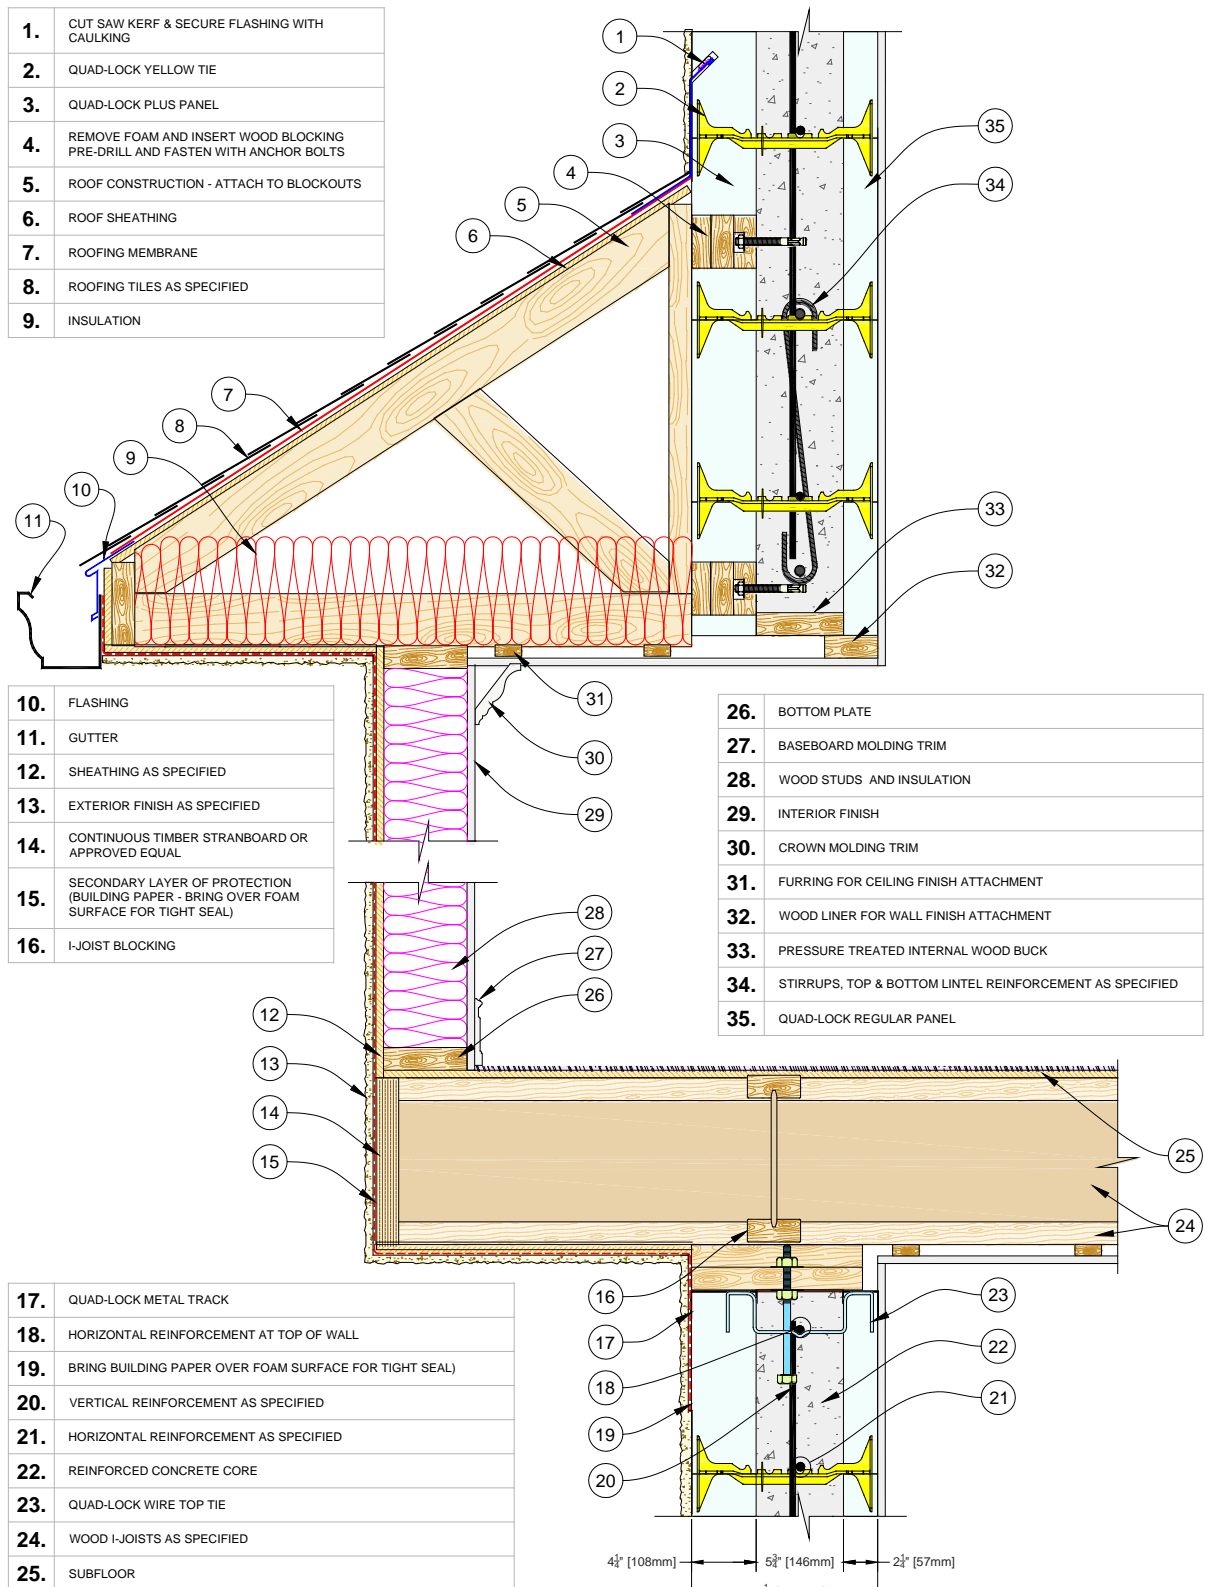 1. CUT SAW KERF & SECURE FLASHING WITH
CAULKING
2. QUAD-LOCK YELLOW TIE
3. QUAD-LOCK PLUS PANEL
4. REMOVE FOAM AND INSERT WOOD BLOCKING
PRE-DRILL AND FASTEN WITH ANCHOR BOLTS
5. ROOF CONSTRUCTION - ATTACH TO BLOCKOUTS
6. ROOF SHEATHING
7. ROOFING MEMBRANE
8. ROOFING TILES AS SPECIFIED
9. INSULATION
1
2
3
4
5
6
7
8
9
10
11
35
34
33
32
10. FLASHING
11. GUTTER
12. SHEATHING AS SPECIFIED
13. EXTERIOR FINISH AS SPECIFIED
14. CONTINUOUS TIMBER STRANBOARD OR
APPROVED EQUAL
15. SECONDARY LAYER OF PROTECTION
(BUILDING PAPER - BRING OVER FOAM
SURFACE FOR TIGHT SEAL)
16. I-JOIST BLOCKING
31
30
29
28
27
26
26. BOTTOM PLATE
27. BASEBOARD MOLDING TRIM
28. WOOD STUDS AND INSULATION
29. INTERIOR FINISH
30. CROWN MOLDING TRIM
31. FURRING FOR CEILING FINISH ATTACHMENT
32. WOOD LINER FOR WALL FINISH ATTACHMENT
33. PRESSURE TREATED INTERNAL WOOD BUCK
34. STIRRUPS, TOP & BOTTOM LINTEL REINFORCEMENT AS SPECIFIED
35. QUAD-LOCK REGULAR PANEL
12
13
14
15
25
24
17. QUAD-LOCK METAL TRACK
18. HORIZONTAL REINFORCEMENT AT TOP OF WALL
19. BRING BUILDING PAPER OVER FOAM SURFACE FOR TIGHT SEAL)
20. VERTICAL REINFORCEMENT AS SPECIFIED
21. HORIZONTAL REINFORCEMENT AS SPECIFIED
22. REINFORCED CONCRETE CORE
23. QUAD-LOCK WIRE TOP TIE
24. WOOD I-JOISTS AS SPECIFIED
25. SUBFLOOR
16
17
18
19
20
23
22
21
4¼" [108mm] 5¾" [146mm] 2¼" [57mm]